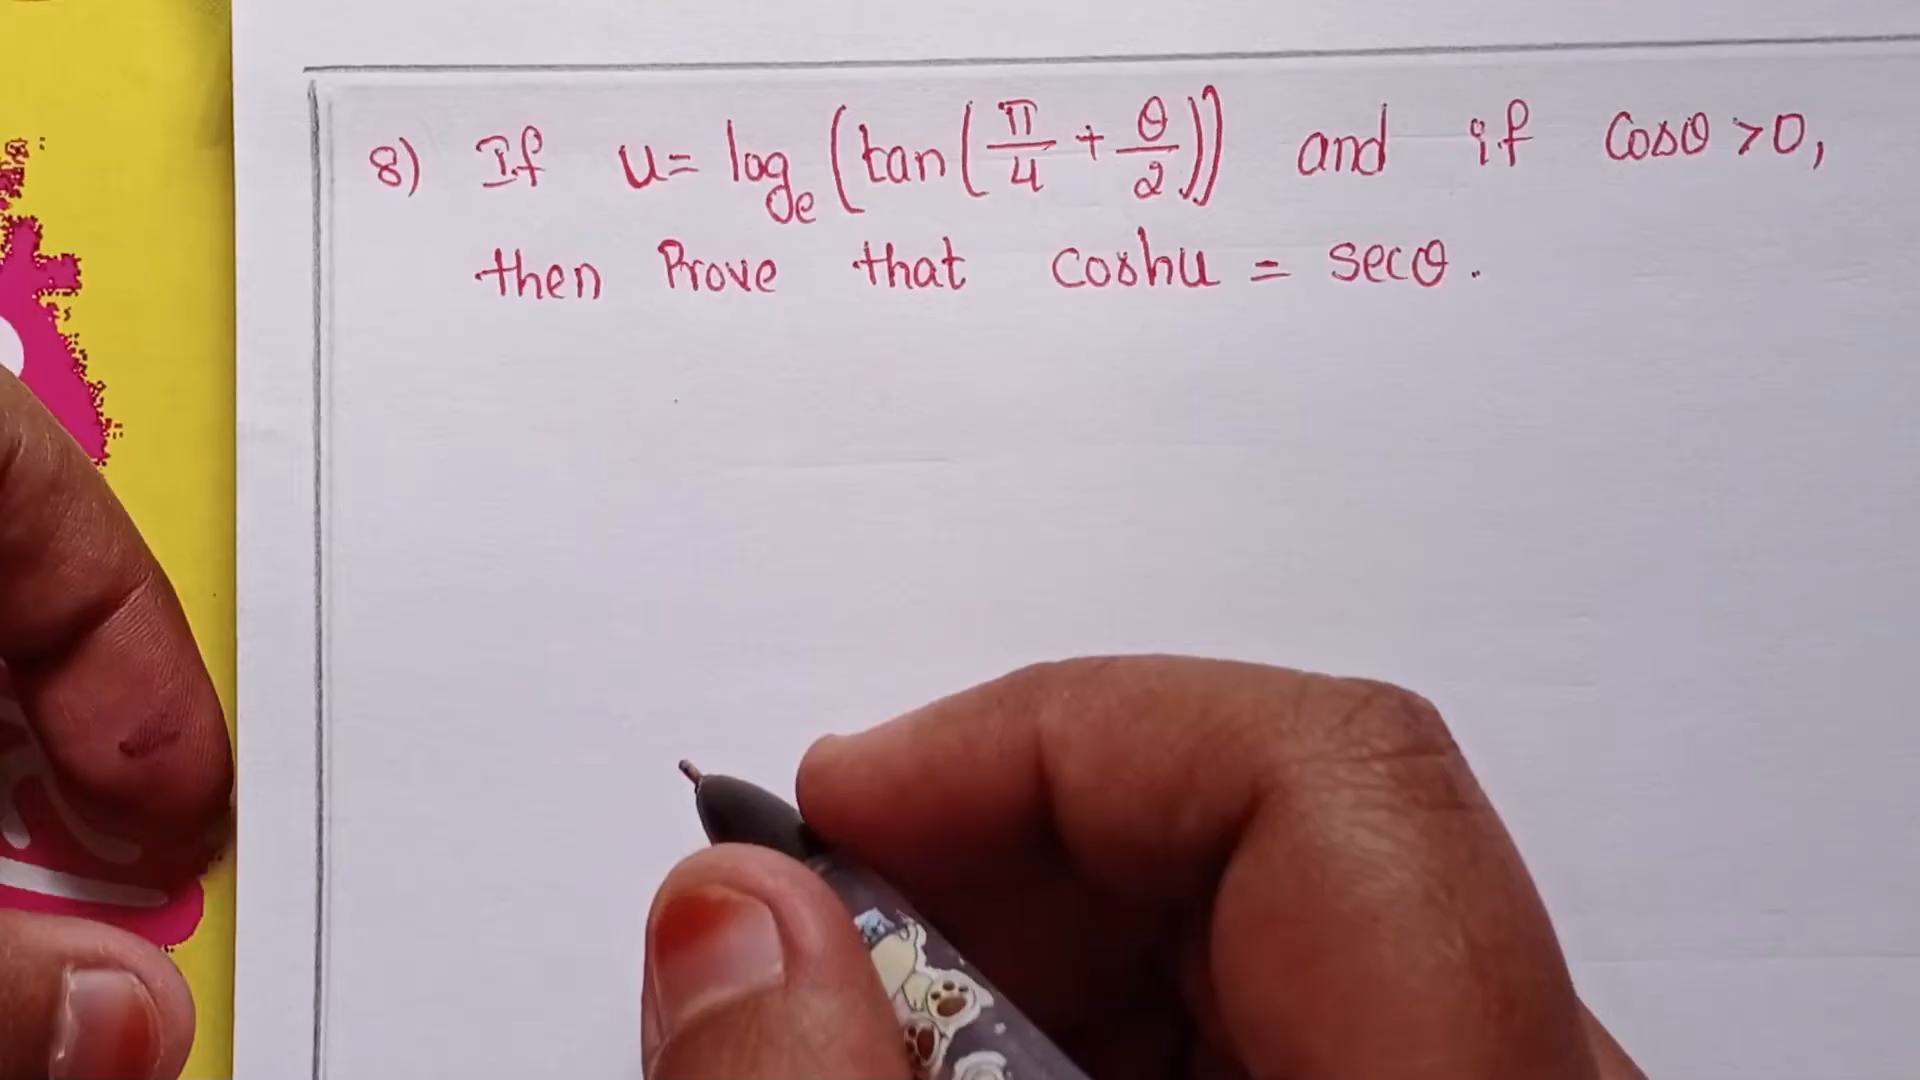 8) If u = log_e (tan(π/4 + θ/2)) and if cosθ > 0,
then Prove that coshu = secθ.